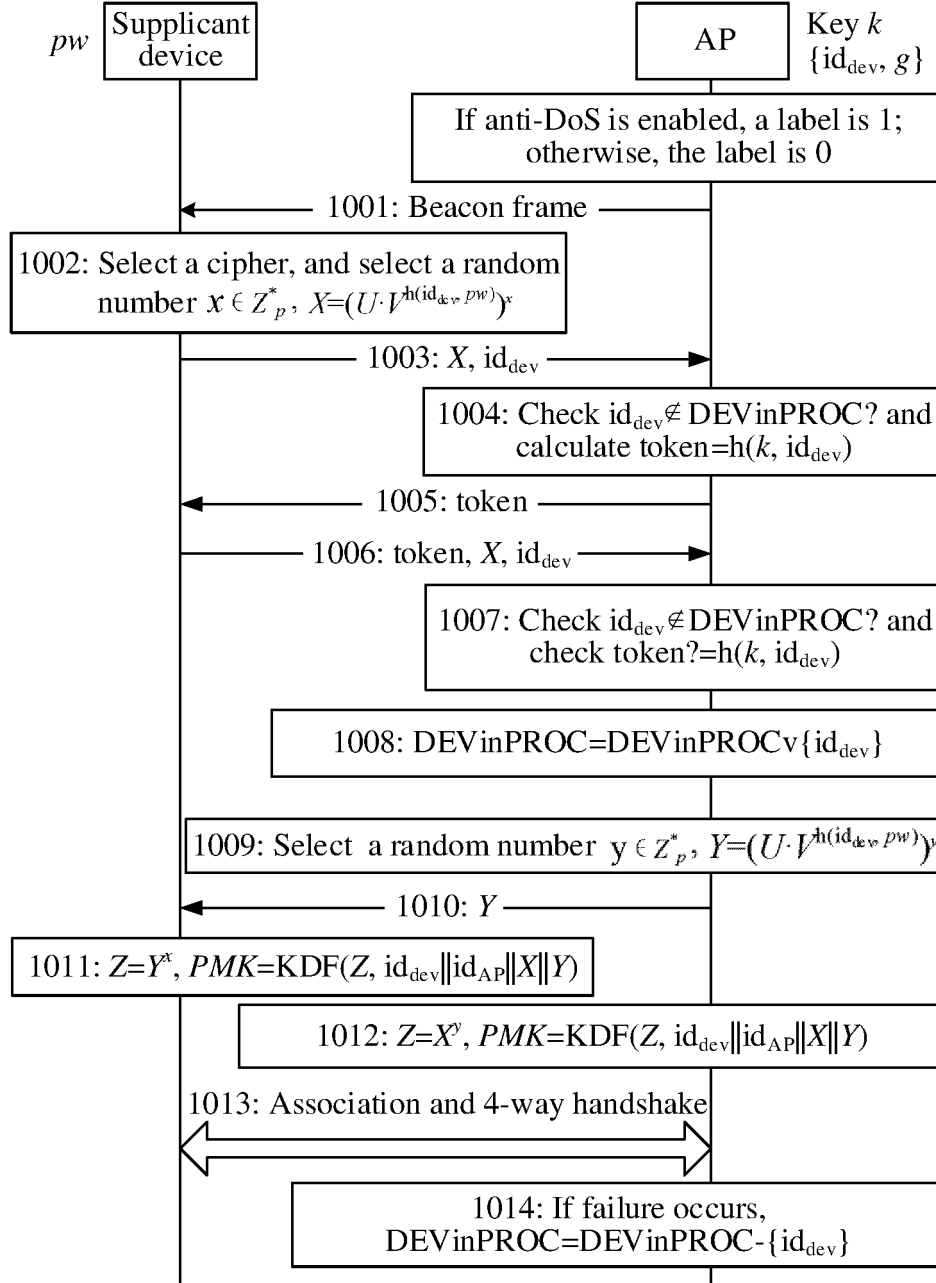 pw
Supplicant
device
AP
Key k
{id_dev, g}
If anti-DoS is enabled, a label is 1;
otherwise, the label is 0
1001: Beacon frame
1002: Select a cipher, and select a random
number x ∈ Z*_p, X=(U·V^h(id_dev, pw))^x
1003: X, id_dev
1004: Check id_dev∉DEVinPROC? and
calculate token=h(k, id_dev)
1005: token
1006: token, X, id_dev
1007: Check id_dev∉DEVinPROC? and
check token?=h(k, id_dev)
1008: DEVinPROC=DEVinPROCv{id_dev}
1009: Select a random number y ∈ Z*_p, Y=(U·V^h(id_dev, pw))^y
1010: Y
1011: Z=Y^x, PMK=KDF(Z, id_dev||id_AP||X||Y)
1012: Z=X^y, PMK=KDF(Z, id_dev||id_AP||X||Y)
1013: Association and 4-way handshake
1014: If failure occurs,
DEVinPROC=DEVinPROC-{id_dev}